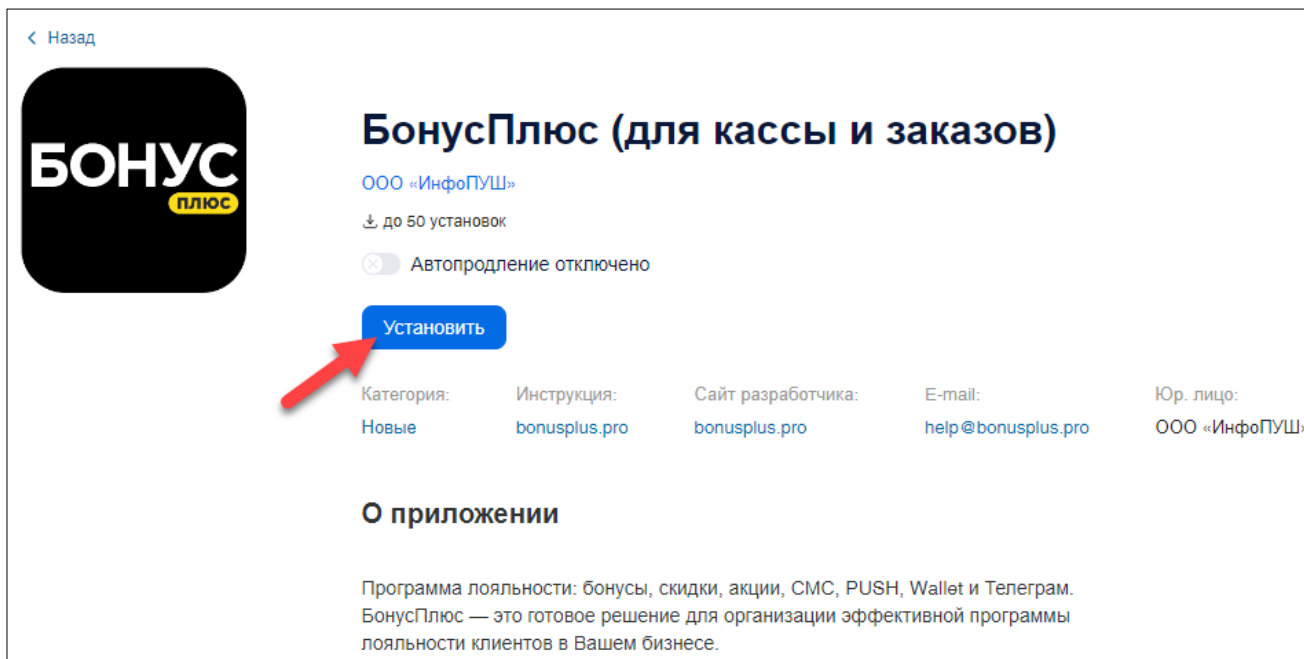 Назад
БОНУС
ПЛЮС
БонусПлюс (для кассы и заказов)
ООО «ИнфоПУШ»
до 50 установок
Автопродление отключено
Установить
Категория: Инструкция: Сайт разработчика: E-mail: Юр. лицо:
Новые bonusplus.pro bonusplus.pro help@bonusplus.pro ООО «ИнфоПУШ»
О приложении
Программа лояльности: бонусы, скидки, акции, СМС, PUSH, Wallet и Телеграм.
БонусПлюс — это готовое решение для организации эффективной программы
лояльности клиентов в Вашем бизнесе.